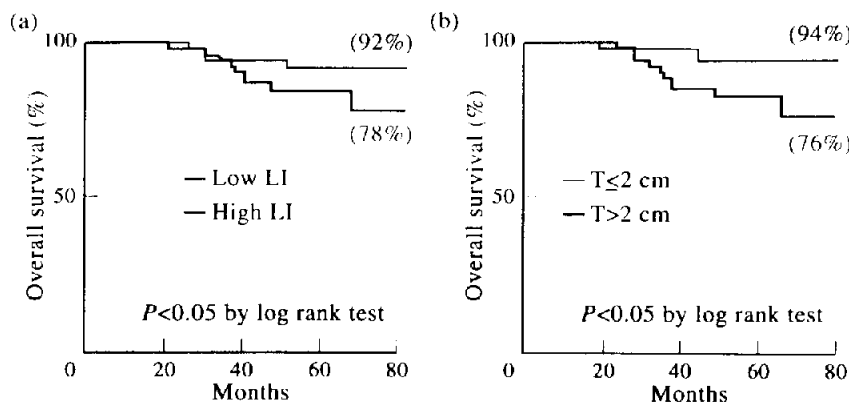 (a)
100
(92%)
(78%)
50
Low LI
High LI
P<0.05 by log rank test
0
20
40
60
80
Months
Overall survival (%)
(b)
100
(94%)
(76%)
50
T≤2 cm
T>2 cm
P<0.05 by log rank test
0
20
40
60
80
Months
Overall survival (%)